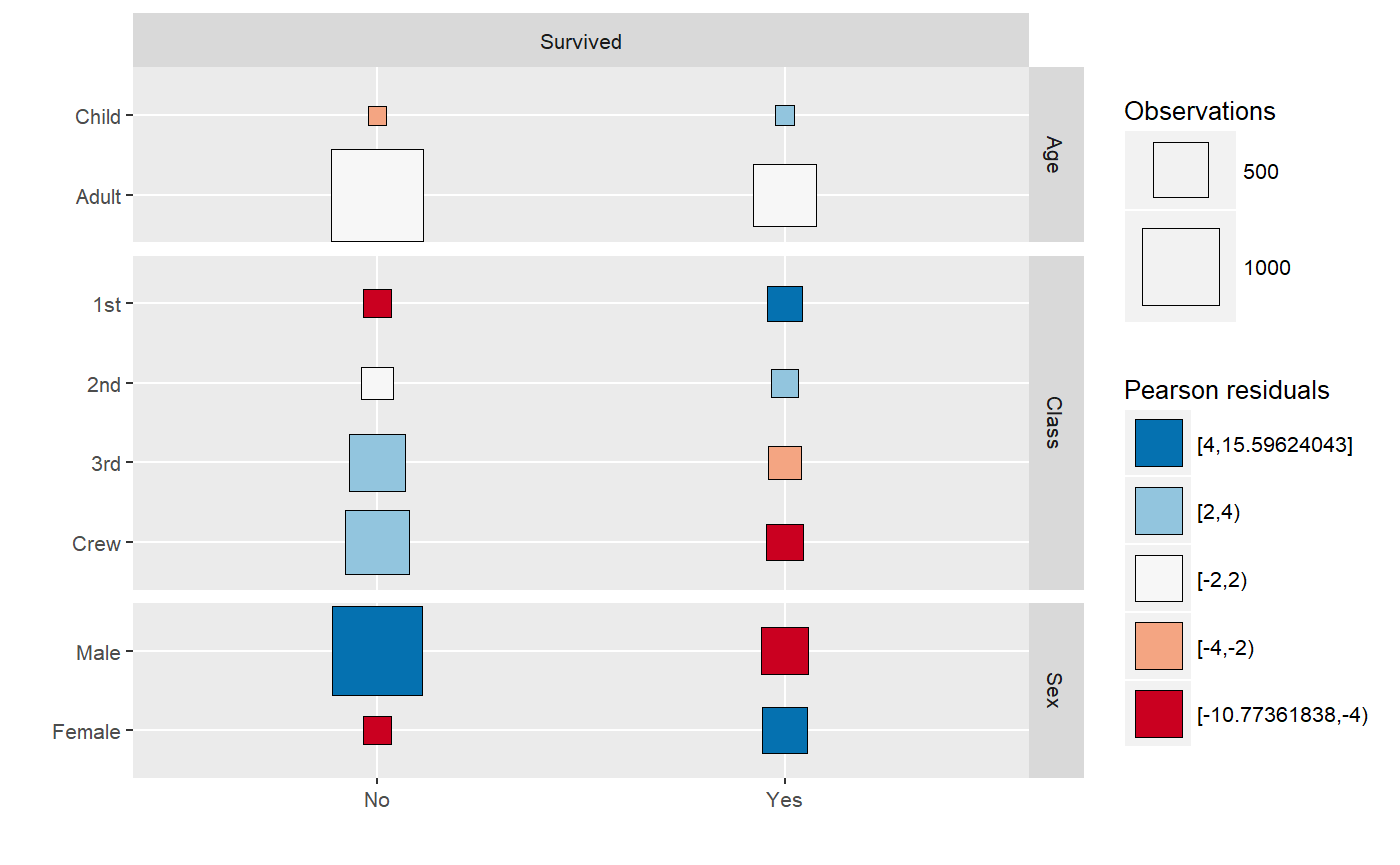 Survived
Child
Adult
Age
1st
2nd
3rd
Crew
Class
Male
Female
Sex
No
Yes
Observations
500
1000
Pearson residuals
[4,15.59624043]
[2,4)
[-2,2)
[-4,-2)
[-10.77361838,-4)